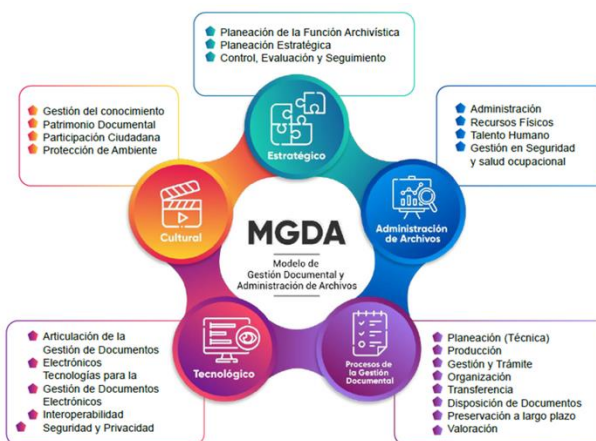 Planeación de la Función Archivística
Planeación Estratégica
Control, Evaluación y Seguimiento
Gestión del conocimiento
Patrimonio Documental
Participación Ciudadana
Protección de Ambiente
Administración
Recursos Físicos
Talento Humano
Gestión en Seguridad
y salud ocupacional
Estratégico
Cultural
Administración
de Archivos
MGDA
Modelo de
Gestión Documental y
Administración de Archivos
Tecnológico
Procesos de
la Gestión
Documental
Articulación de la
Gestión de Documentos
Electrónicos
Tecnologías para la
Gestión de Documentos
Electrónicos
Interoperabilidad
Seguridad y Privacidad
Planeación (Técnica)
Producción
Gestión y Trámite
Organización
Transferencia
Disposición de Documentos
Preservación a largo plazo
Valoración